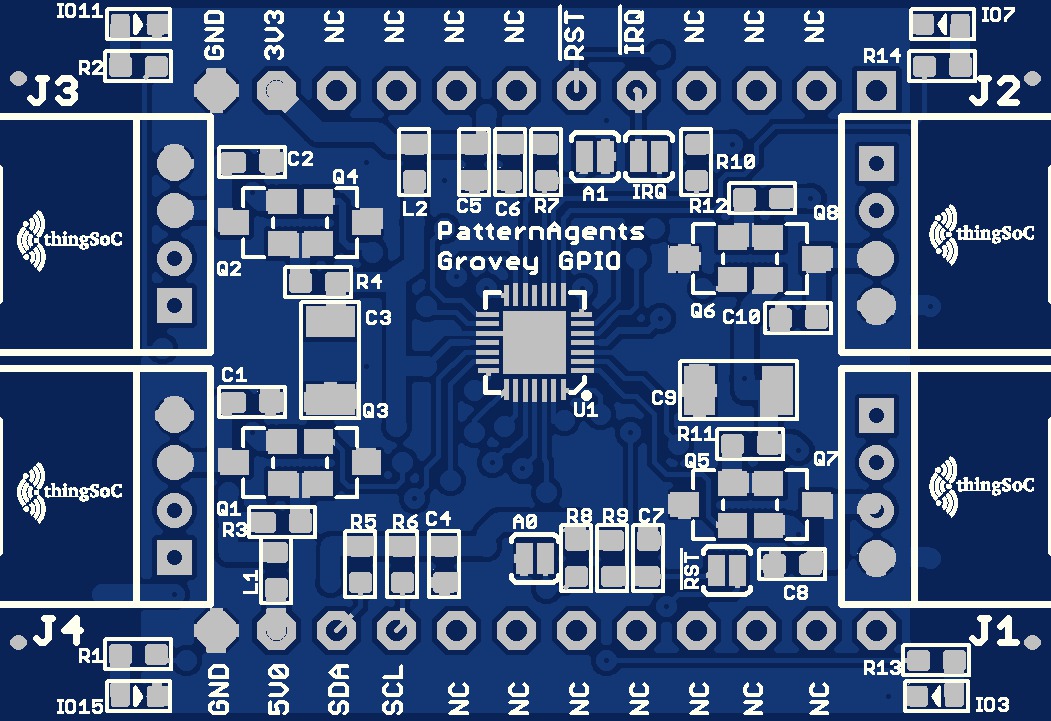 IO11
GND
3V3
NC
NC
NC
NC
RST
IRQ
NC
NC
NC
IO7
R2
R14
J3
J2
C2
Q4
L2
C5
C6
R7
A1
IRQ
R10
R12
Q8
thingSoC
PatternAgents
Grovey GPIO
thingSoC
Q2
R4
C3
Q6
C10
C1
Q3
U1
C9
R11
Q5
Q7
thingSoC
thingSoC
Q1
R3
R5
R6
C4
A0
R8
R9
C7
L1
RST
C8
J4
J1
R1
R13
GND
5V0
SDA
SCL
NC
NC
NC
NC
NC
NC
NC
IO15
IO3